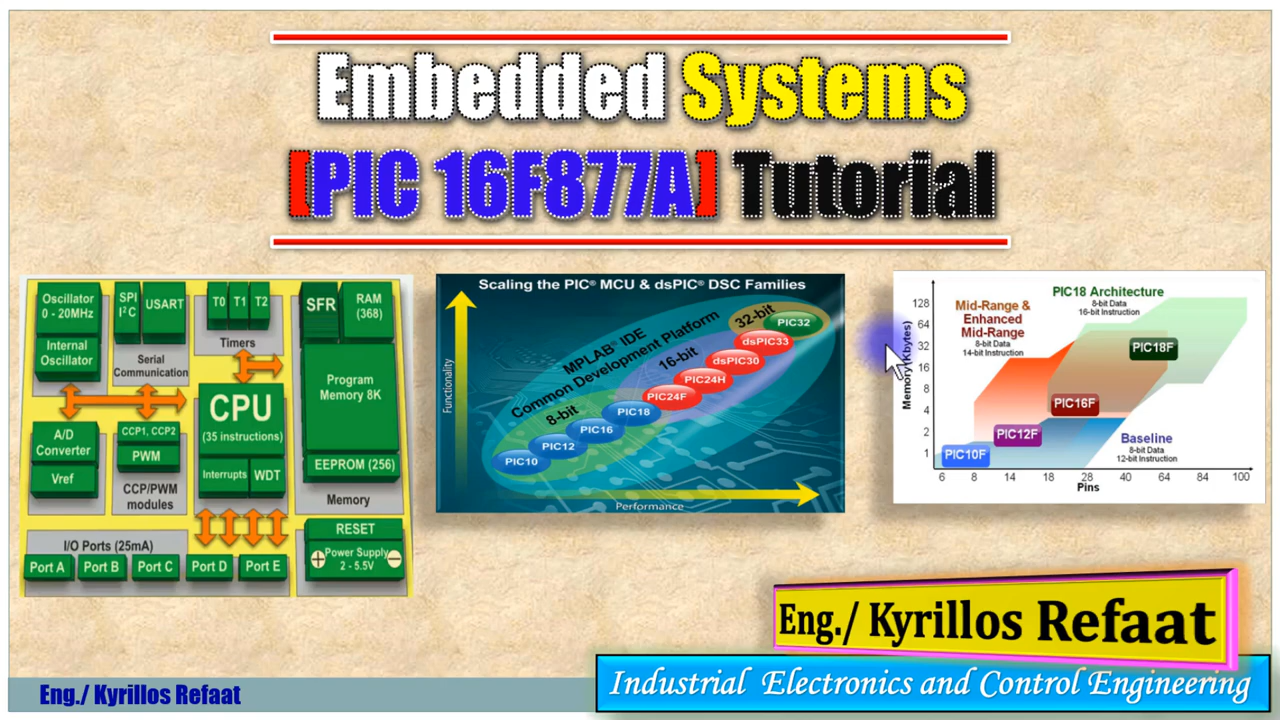 Embedded Systems
[PIC 16F877A] Tutorial
Oscillator
0 - 20MHz
Internal
Oscillator
SPI
I²C
USART
Serial
Communication
T0 T1 T2
Timers
SFR
RAM
(368)
Program
Memory 8K
EEPROM (256)
Memory
CPU
(35 instructions)
Interrupts
WDT
A/D
Converter
Vref
CCP1, CCP2
PWM
CCP/PWM
modules
I/O Ports (25mA)
Port A Port B Port C Port D Port E
RESET
Power Supply
2 - 5.5V
Scaling the PIC® MCU & dsPIC® DSC Families
Functionality
MPLAB® IDE
Common Development Platform
8-bit
16-bit
32-bit
PIC10
PIC12
PIC16
PIC18
PIC24F
PIC24H
dsPIC30
dsPIC33
PIC32
Performance
Memory(Kbytes)
128
64
32
16
8
4
2
1
Mid-Range &
Enhanced
Mid-Range
8-bit Data
14-bit Instruction
PIC18 Architecture
8-bit Data
16-bit Instruction
PIC18F
PIC16F
PIC12F
PIC10F
Baseline
8-bit Data
12-bit Instruction
6 8 14 18 28 40 64 84 100
Pins
Eng./ Kyrillos Refaat
Industrial Electronics and Control Engineering
Eng./ Kyrillos Refaat